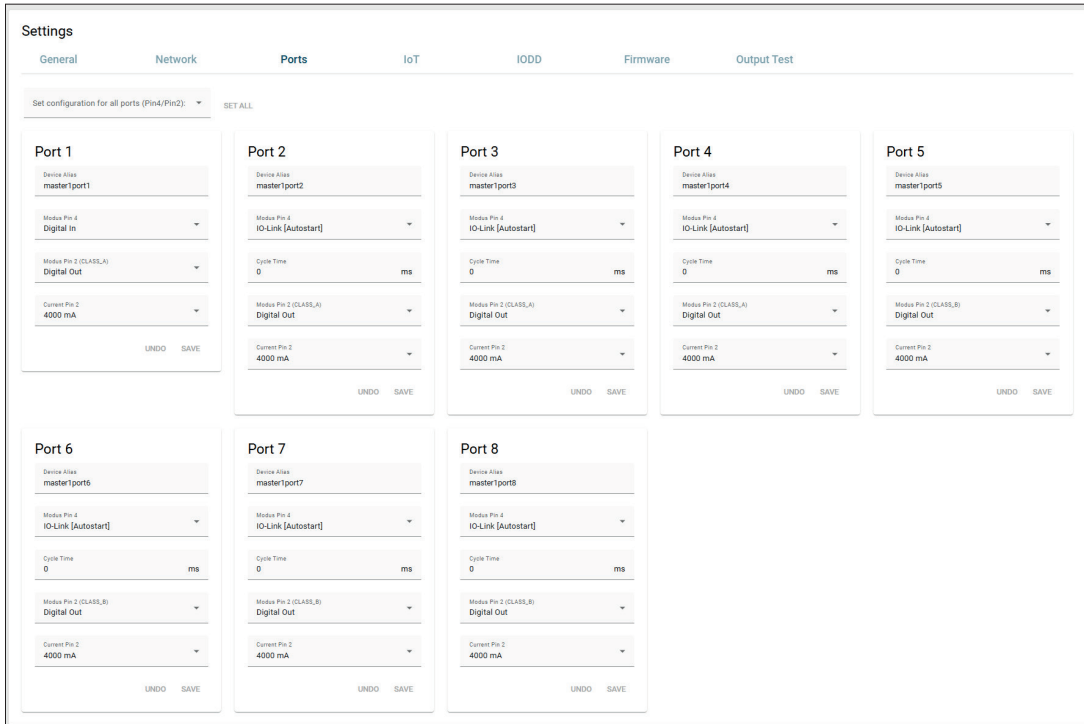 Settings
General Network Ports IoT IODD Firmware Output Test
Set configuration for all ports (Pin4/Pin2): SET ALL
Port 1
Device Alias
master1port1
Modus Pin 4
Digital In
Modus Pin 2 (CLASS_A)
Digital Out
Current Pin 2
4000 mA
UNDO SAVE
Port 2
Device Alias
master1port2
Modus Pin 4
IO-Link [Autostart]
Cycle Time
0 ms
Modus Pin 2 (CLASS_A)
Digital Out
Current Pin 2
4000 mA
UNDO SAVE
Port 3
Device Alias
master1port3
Modus Pin 4
IO-Link [Autostart]
Cycle Time
0 ms
Modus Pin 2 (CLASS_A)
Digital Out
Current Pin 2
4000 mA
UNDO SAVE
Port 4
Device Alias
master1port4
Modus Pin 4
IO-Link [Autostart]
Cycle Time
0 ms
Modus Pin 2 (CLASS_A)
Digital Out
Current Pin 2
4000 mA
UNDO SAVE
Port 5
Device Alias
master1port5
Modus Pin 4
IO-Link [Autostart]
Cycle Time
0 ms
Modus Pin 2 (CLASS_B)
Digital Out
Current Pin 2
4000 mA
UNDO SAVE
Port 6
Device Alias
master1port6
Modus Pin 4
IO-Link [Autostart]
Cycle Time
0 ms
Modus Pin 2 (CLASS_B)
Digital Out
Current Pin 2
4000 mA
UNDO SAVE
Port 7
Device Alias
master1port7
Modus Pin 4
IO-Link [Autostart]
Cycle Time
0 ms
Modus Pin 2 (CLASS_B)
Digital Out
Current Pin 2
4000 mA
UNDO SAVE
Port 8
Device Alias
master1port8
Modus Pin 4
IO-Link [Autostart]
Cycle Time
0 ms
Modus Pin 2 (CLASS_B)
Digital Out
Current Pin 2
4000 mA
UNDO SAVE